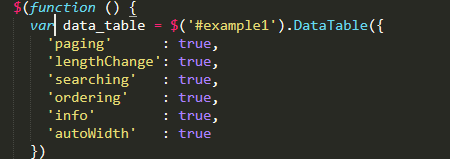 $(function () {
  var data_table = $('#example1').DataTable({
    'paging'      : true,
    'lengthChange': true,
    'searching'   : true,
    'ordering'    : true,
    'info'        : true,
    'autoWidth'   : true
  })